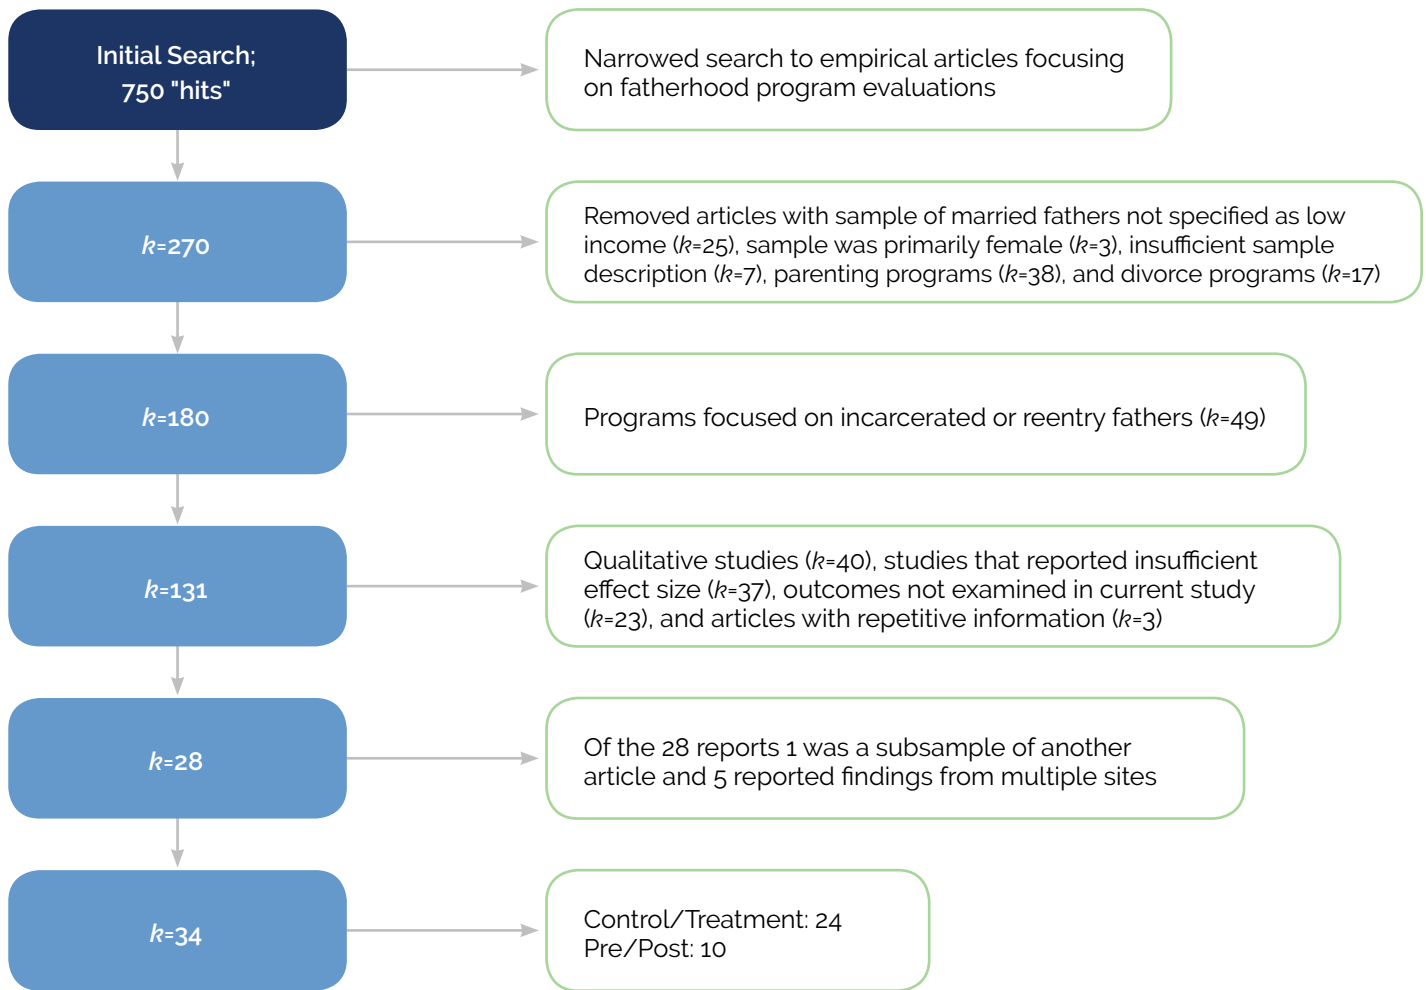 Initial Search;
750 "hits"
Narrowed search to empirical articles focusing
on fatherhood program evaluations
k=270
Removed articles with sample of married fathers not specified as low
income (k=25), sample was primarily female (k=3), insufficient sample
description (k=7), parenting programs (k=38), and divorce programs (k=17)
k=180
Programs focused on incarcerated or reentry fathers (k=49)
k=131
Qualitative studies (k=40), studies that reported insufficient
effect size (k=37), outcomes not examined in current study
(k=23), and articles with repetitive information (k=3)
k=28
Of the 28 reports 1 was a subsample of another
article and 5 reported findings from multiple sites
k=34
Control/Treatment: 24
Pre/Post: 10